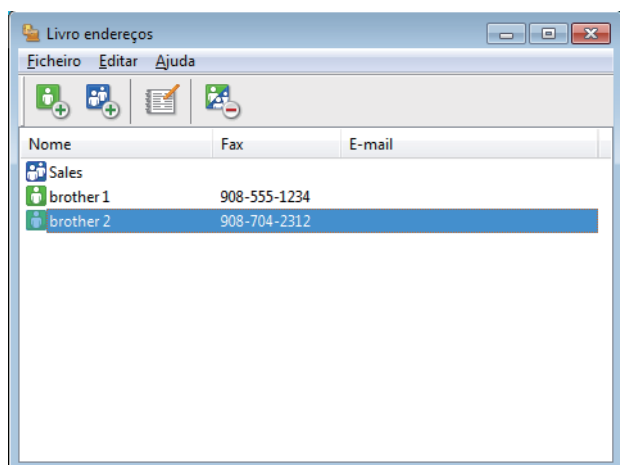 Livro endereços
Ficheiro Editar Ajuda
Nome Fax E-mail
Sales
brother 1 908-555-1234
brother 2 908-704-2312